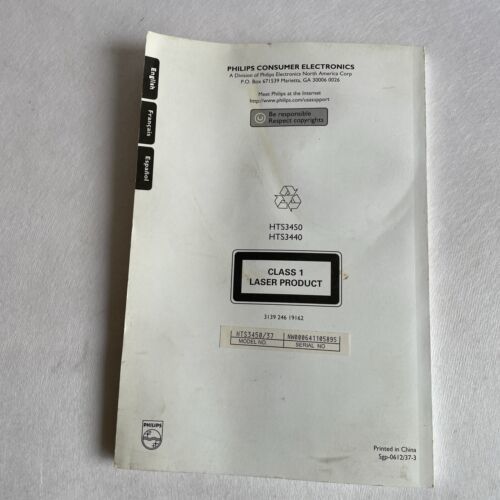 English
Français
Español
PHILIPS CONSUMER ELECTRONICS
A Division of Philips Electronics North America Corp
P.O. Box 671539 Marietta, GA 30006 0026
Meet Philips at the Internet
http://www.philips.com/usasupport
Be responsible
Respect copyrights
HTS3450
HTS3440
CLASS 1
LASER PRODUCT
3139 246 19162
HTS3450/37 NW000641105895
MODEL NO. SERIAL NO
PHILIPS
Printed in China
Sgp-0612/37-3